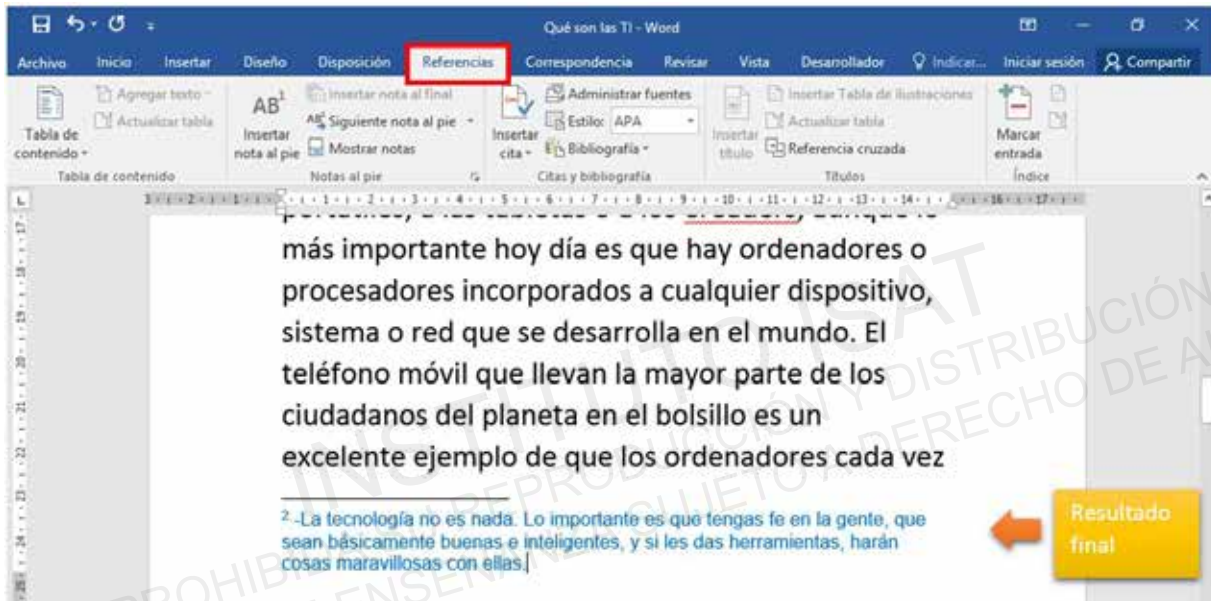 Qué son las TI - Word
Archivo Inicio Insertar Diseño Disposición Referencias Correspondencia Revisar Vista Desarrollador Indicar... Iniciar sesión Compartir
Tabla de contenido
Agregar texto
Actualizar tabla
Tabla de contenido
AB¹
Insertar nota al pie
Insertar nota al final
Siguiente nota al pie
Mostrar notas
Notas al pie
Insertar cita
Administrar fuentes
Estilo: APA
Bibliografía
Citas y bibliografía
Insertar título
Insertar Tabla de ilustraciones
Actualizar tabla
Referencia cruzada
Títulos
Marcar entrada
Índice
más importante hoy día es que hay ordenadores o
procesadores incorporados a cualquier dispositivo,
sistema o red que se desarrolla en el mundo. El
teléfono móvil que llevan la mayor parte de los
ciudadanos del planeta en el bolsillo es un
excelente ejemplo de que los ordenadores cada vez
² -La tecnología no es nada. Lo importante es que tengas fe en la gente, que
sean básicamente buenas e inteligentes, y si les das herramientas, harán
cosas maravillosas con ellas.
Resultado
final
INSTITUTO ISAT
REPRODUCCIÓN Y DISTRIBUCIÓN
ENSEÑANZA SUJETO A DERECHO DE